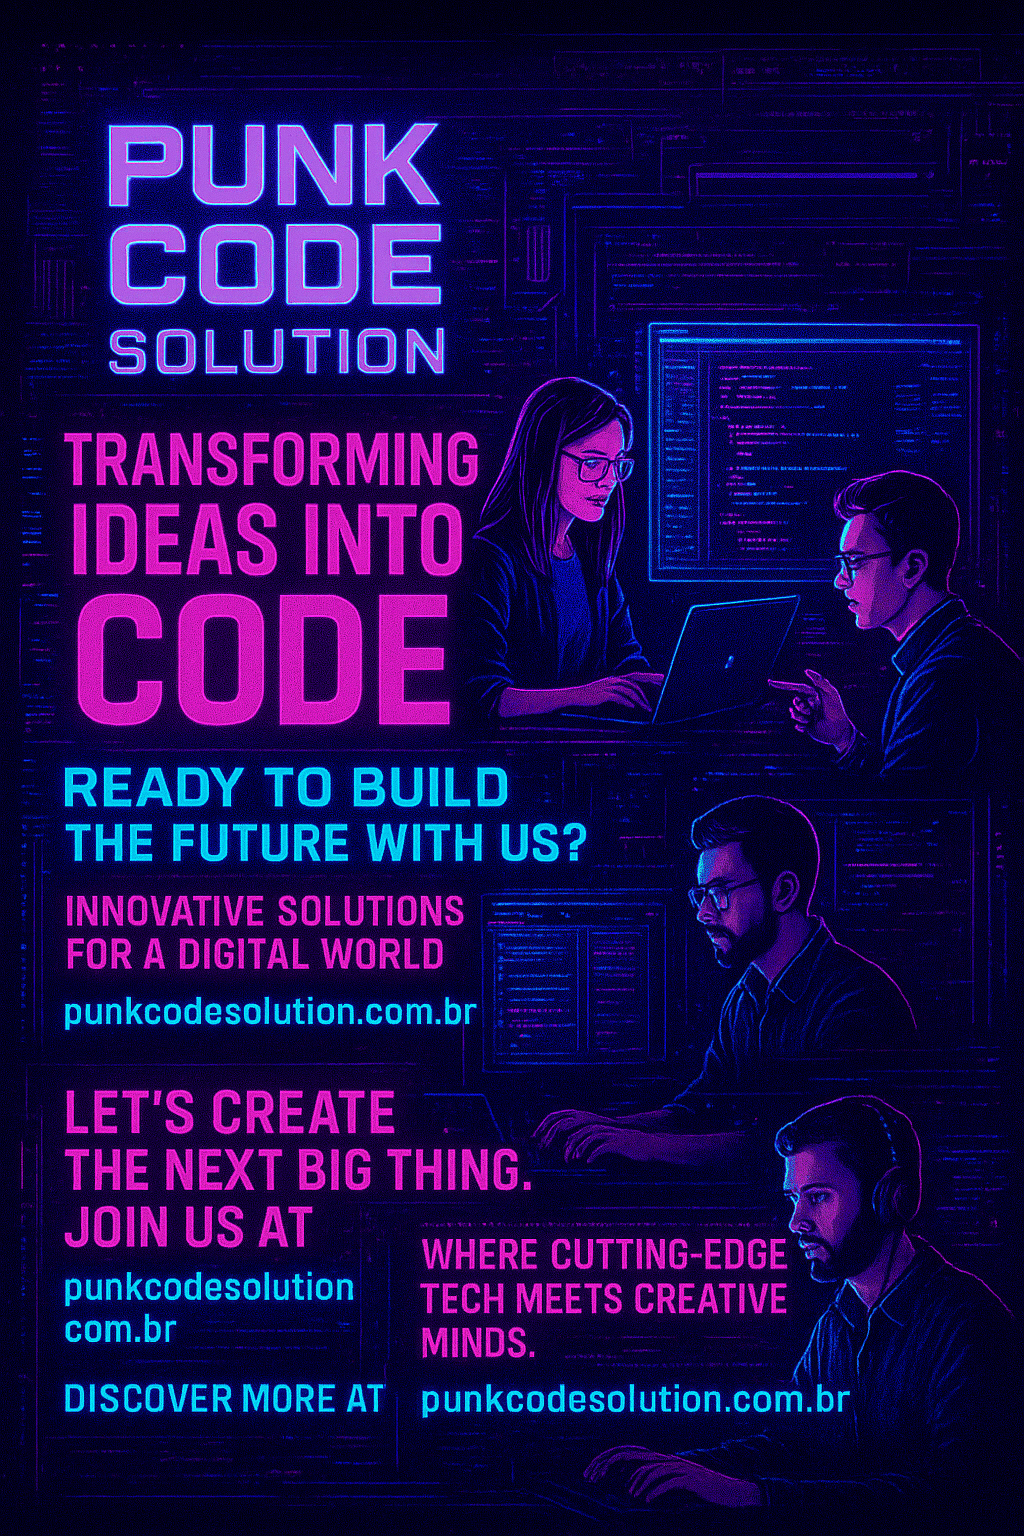 PUNK
CODE
SOLUTION
TRANSFORMING
IDEAS INTO
CODE
READY TO BUILD
THE FUTURE WITH US?
INNOVATIVE SOLUTIONS
FOR A DIGITAL WORLD
punkcodesolution.com.br
LET'S CREATE
THE NEXT BIG THING.
JOIN US AT
punkcodesolution
com.br
WHERE CUTTING-EDGE
TECH MEETS CREATIVE
MINDS.
DISCOVER MORE AT
punkcodesolution.com.br